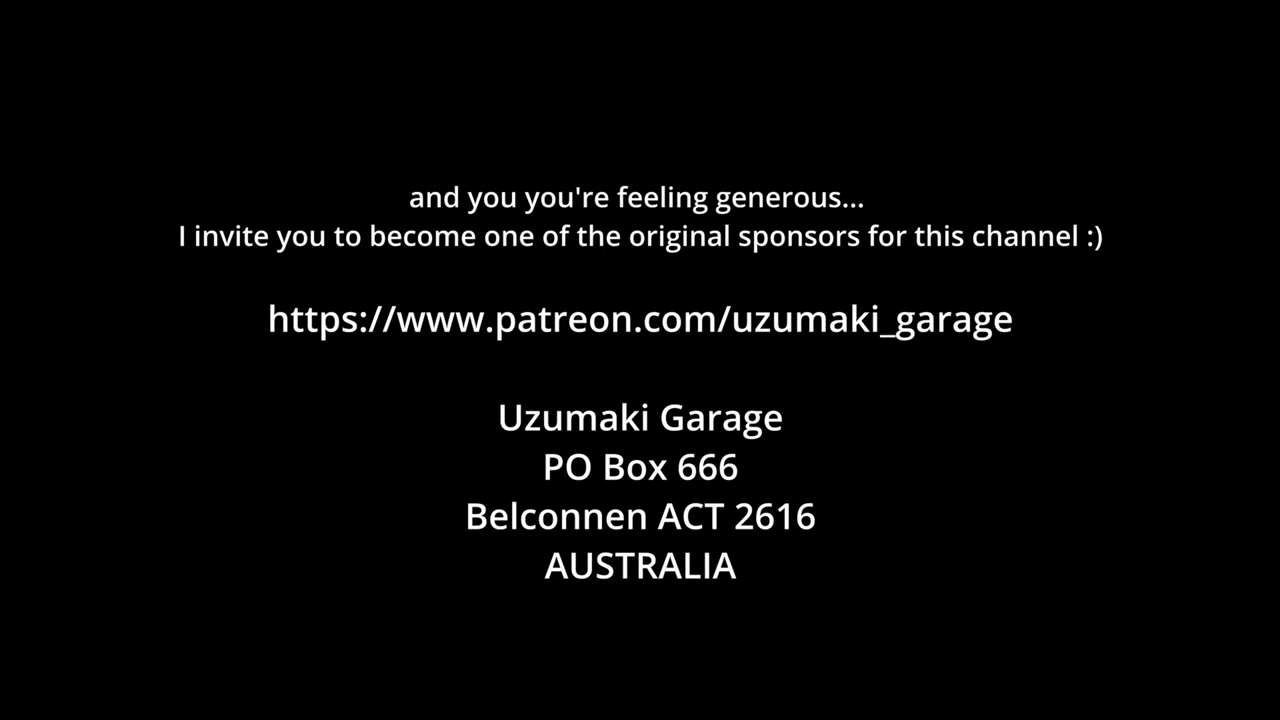 and you you're feeling generous...
I invite you to become one of the original sponsors for this channel :)
https://www.patreon.com/uzumaki_garage
Uzumaki Garage
PO Box 666
Belconnen ACT 2616
AUSTRALIA